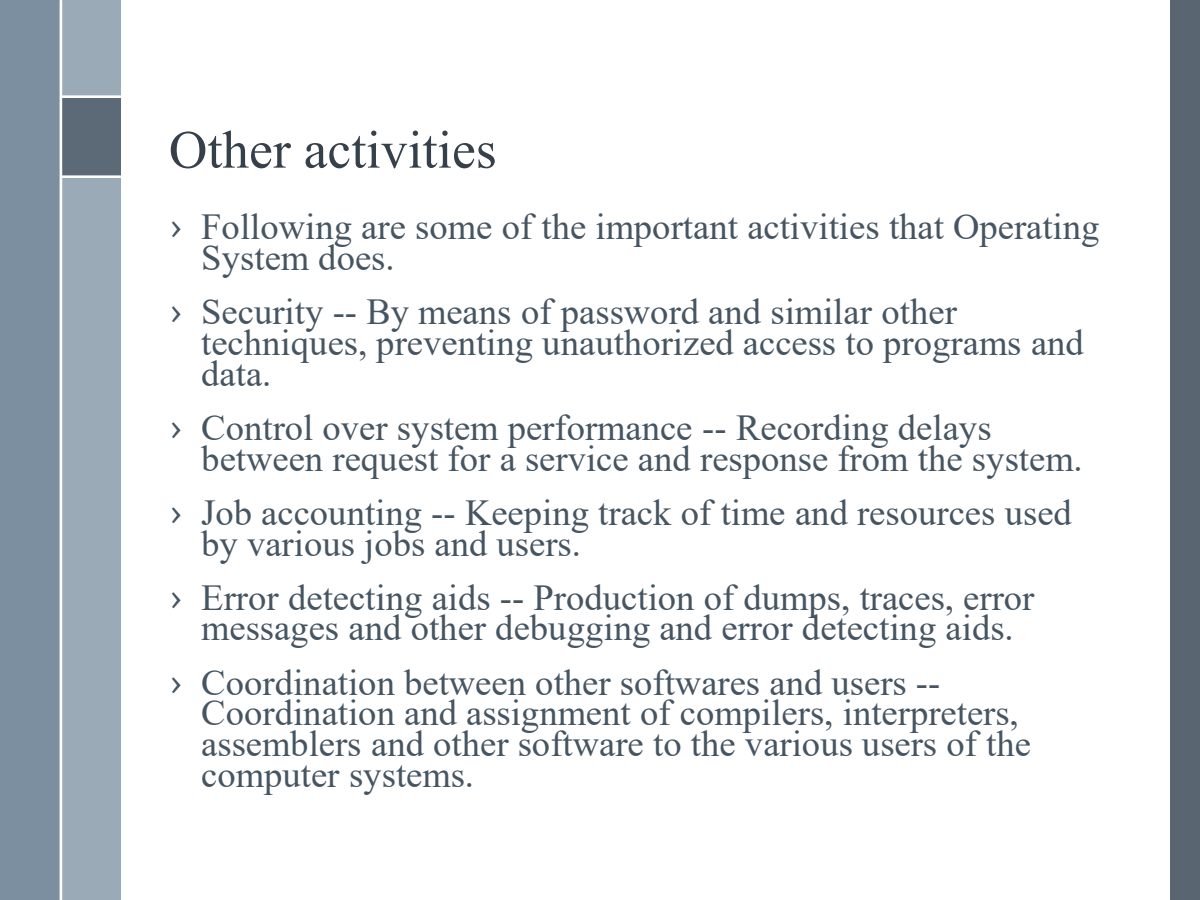 Other activities
› Following are some of the important activities that Operating
System does.
› Security -- By means of password and similar other
techniques, preventing unauthorized access to programs and
data.
› Control over system performance -- Recording delays
between request for a service and response from the system.
› Job accounting -- Keeping track of time and resources used
by various jobs and users.
› Error detecting aids -- Production of dumps, traces, error
messages and other debugging and error detecting aids.
› Coordination between other softwares and users --
Coordination and assignment of compilers, interpreters,
assemblers and other software to the various users of the
computer systems.